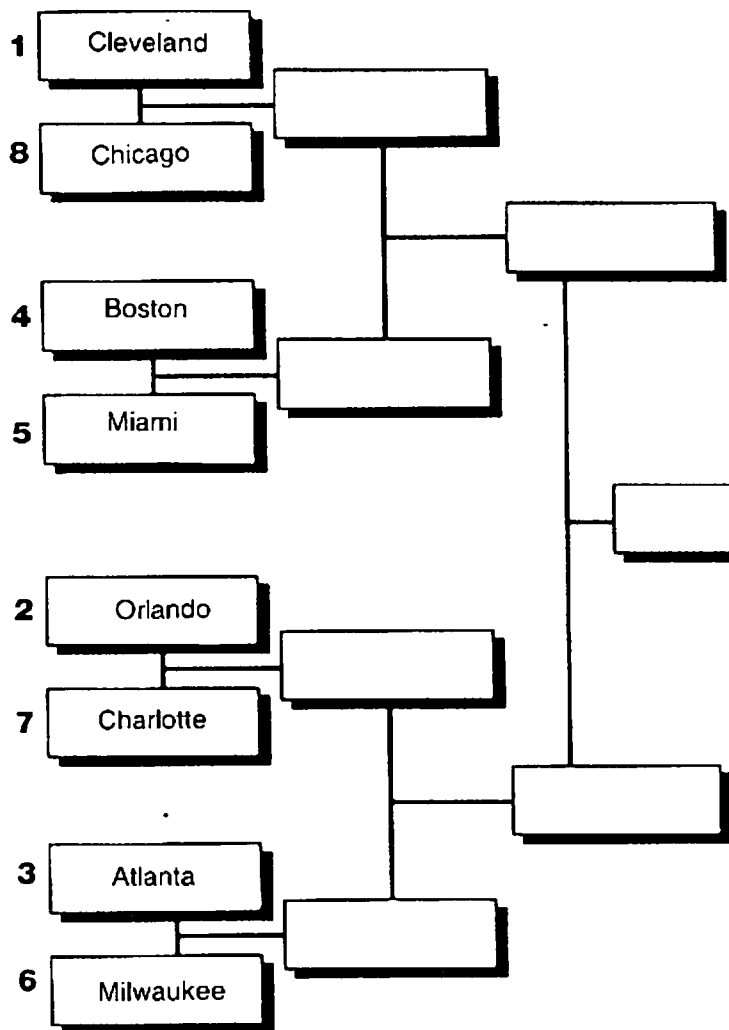 1 Cleveland
8 Chicago
4 Boston
5 Miami
2 Orlando
7 Charlotte
3 Atlanta
6 Milwaukee